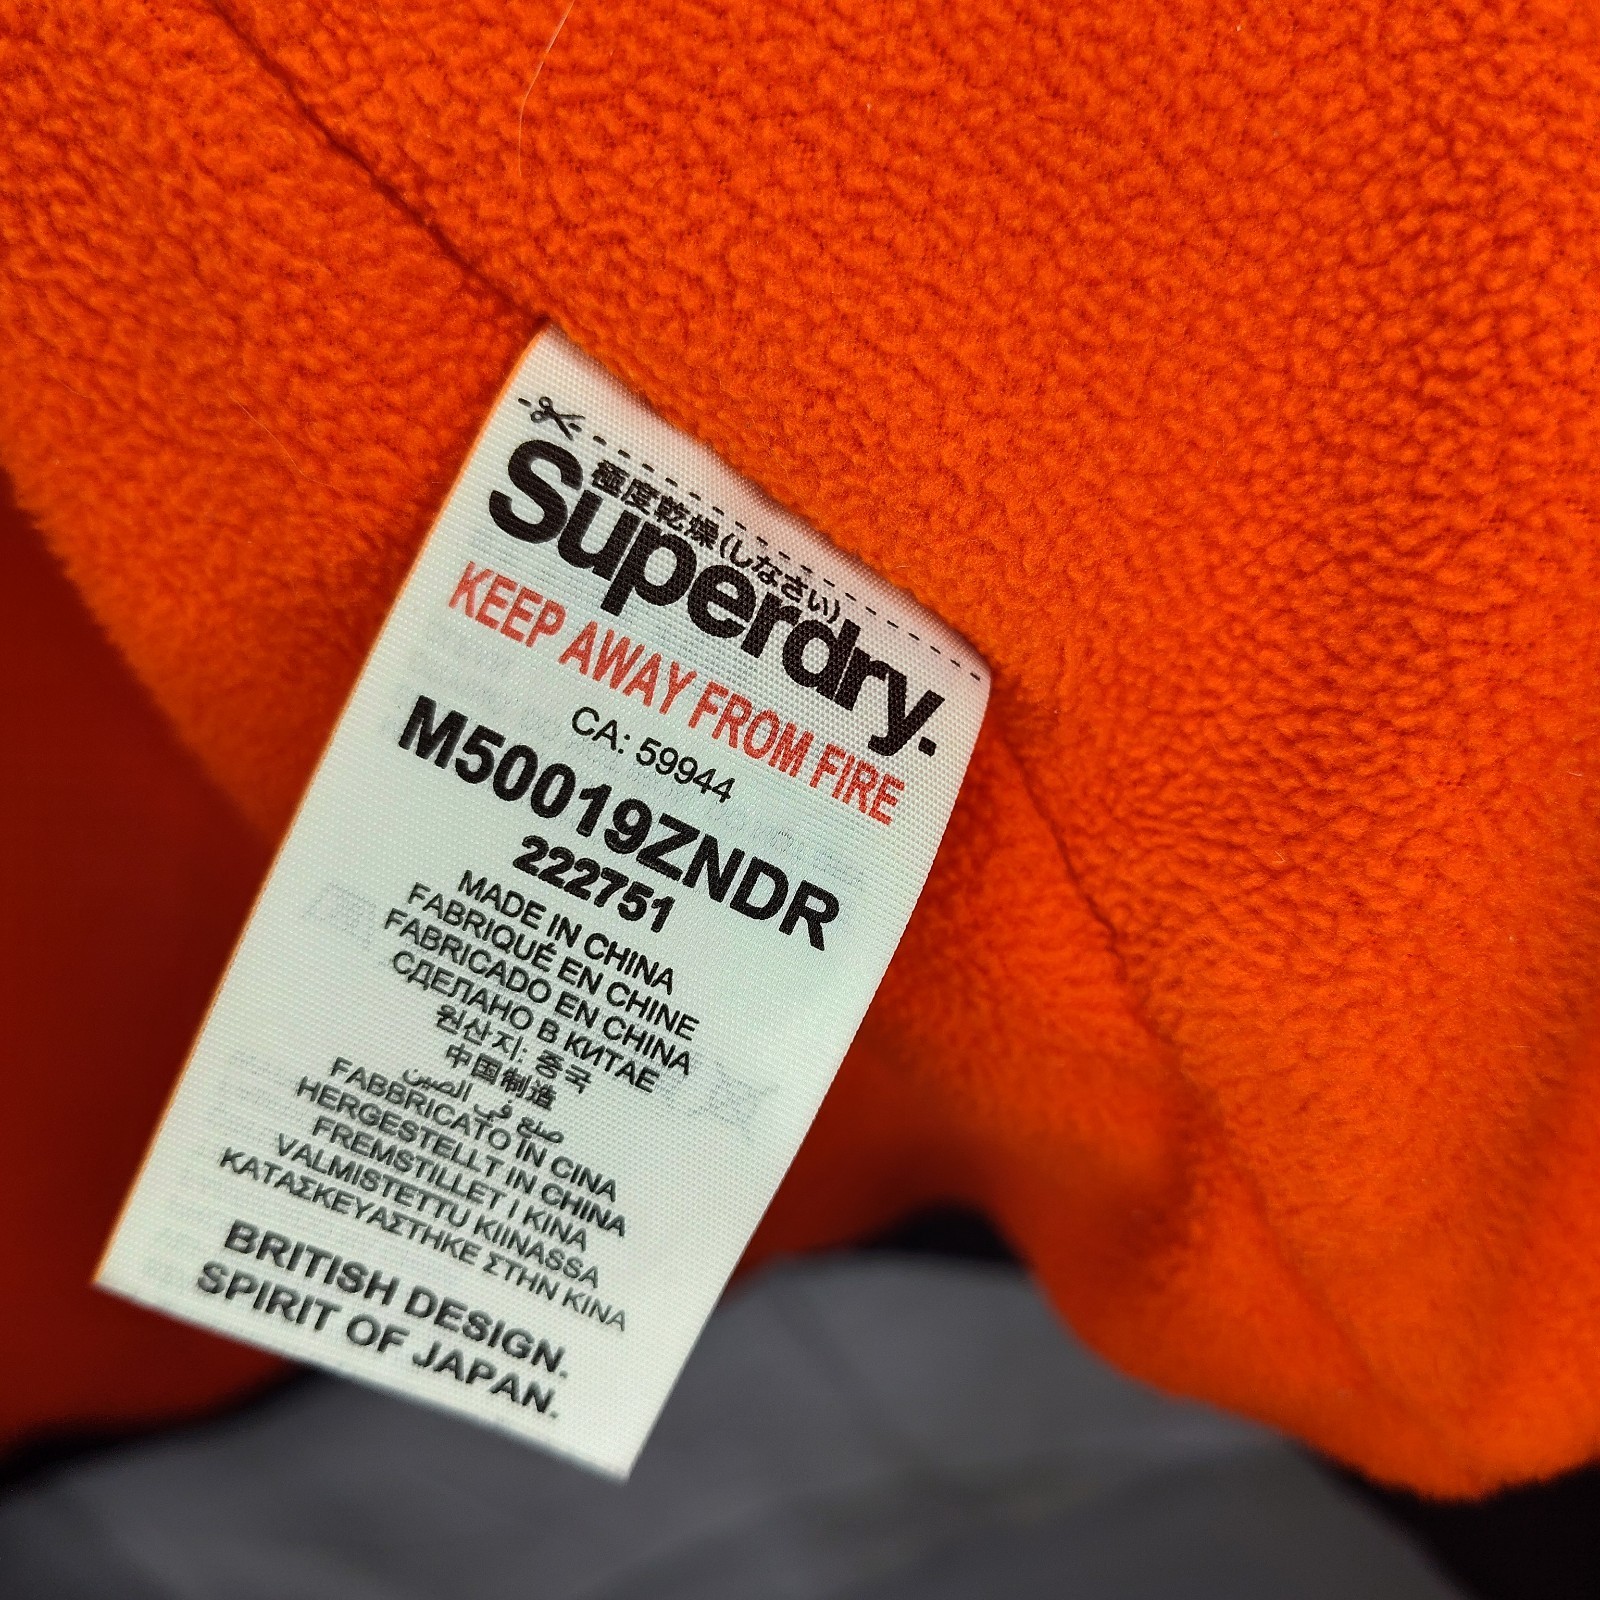 極度乾燥(しなさい)
Superdry.
KEEP AWAY FROM FIRE
CA: 59944
M50019ZNDR
222751
MADE IN CHINA
FABRIQUÉ EN CHINE
FABRICADO EN CHINA
СДЕЛАНО В КИТАЕ
원산지: 중국
中国制造
صنع في الصين
FABBRICATO IN CINA
HERGESTELLT IN CHINA
FREMSTILLET I KINA
VALMISTETTU KIINASSA
ΚΑΤΑΣΚΕΥΑΣΤΗΚΕ ΣΤΗΝ ΚΙΝΑ
BRITISH DESIGN.
SPIRIT OF JAPAN.